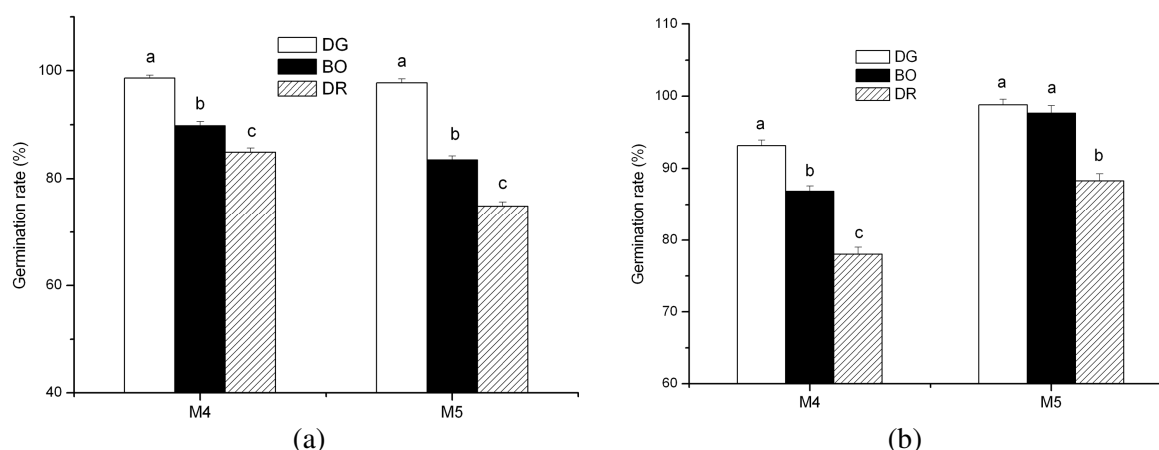 DG
BO
DR
100
80
60
40
Germination rate (%)
a
b
c
a
b
c
M4
M5
(a)
110
100
90
80
70
60
Germination rate (%)
DG
BO
DR
a
b
c
a
a
b
M4
M5
(b)